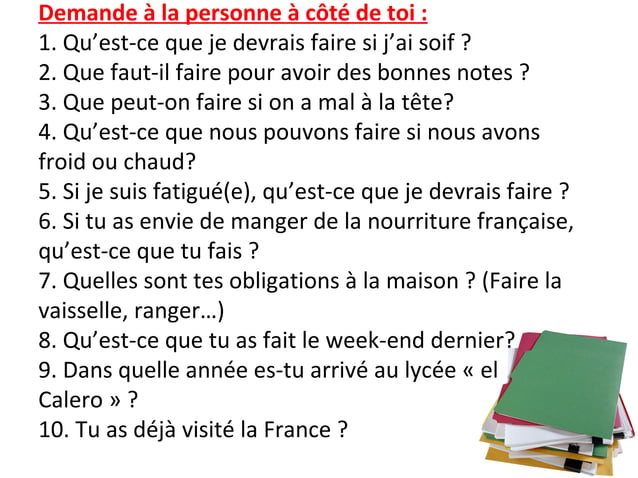 Demande à la personne à côté de toi :
1. Qu’est-ce que je devrais faire si j’ai soif ?
2. Que faut-il faire pour avoir des bonnes notes ?
3. Que peut-on faire si on a mal à la tête?
4. Qu’est-ce que nous pouvons faire si nous avons
froid ou chaud?
5. Si je suis fatigué(e), qu’est-ce que je devrais faire ?
6. Si tu as envie de manger de la nourriture française,
qu’est-ce que tu fais ?
7. Quelles sont tes obligations à la maison ? (Faire la
vaisselle, ranger…)
8. Qu’est-ce que tu as fait le week-end dernier?
9. Dans quelle année es-tu arrivé au lycée « el
Calero » ?
10. Tu as déjà visité la France ?